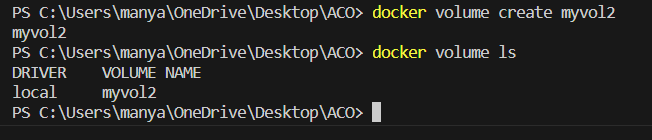 PS C:\Users\manya\OneDrive\Desktop\ACO> docker volume create myvol2
myvol2
PS C:\Users\manya\OneDrive\Desktop\ACO> docker volume ls
DRIVER    VOLUME NAME
local     myvol2
PS C:\Users\manya\OneDrive\Desktop\ACO>